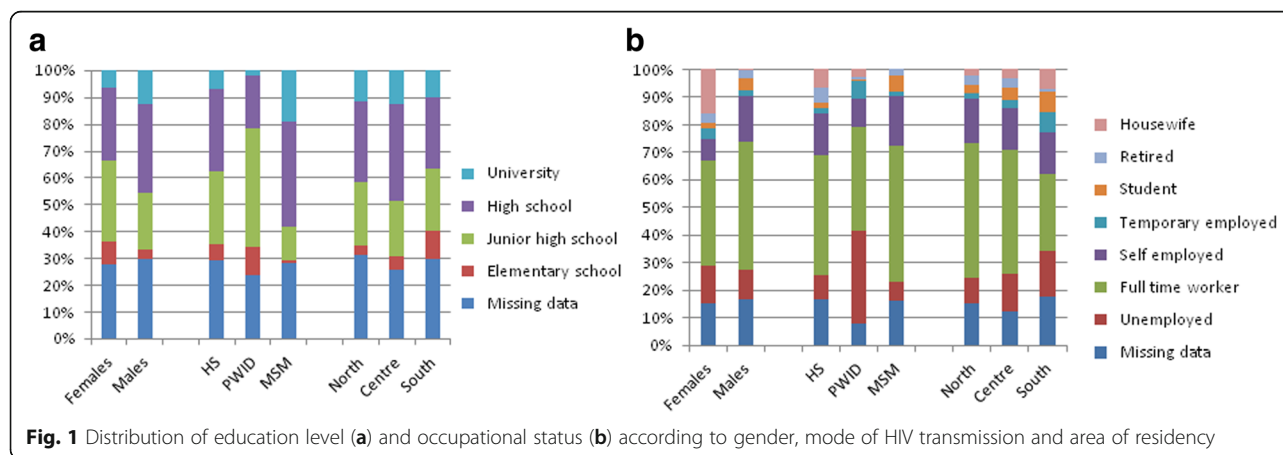 a
100%
90%
80%
70%
60%
50%
40%
30%
20%
10%
0%
Females
Males
HS
PWID
MSM
North
Centre
South
University
High school
Junior high school
Elementary school
Missing data
b
100%
90%
80%
70%
60%
50%
40%
30%
20%
10%
0%
Females
Males
HS
PWID
MSM
North
Centre
South
Housewife
Retired
Student
Temporary employed
Self employed
Full time worker
Unemployed
Missing data
Fig. 1 Distribution of education level (a) and occupational status (b) according to gender, mode of HIV transmission and area of residency